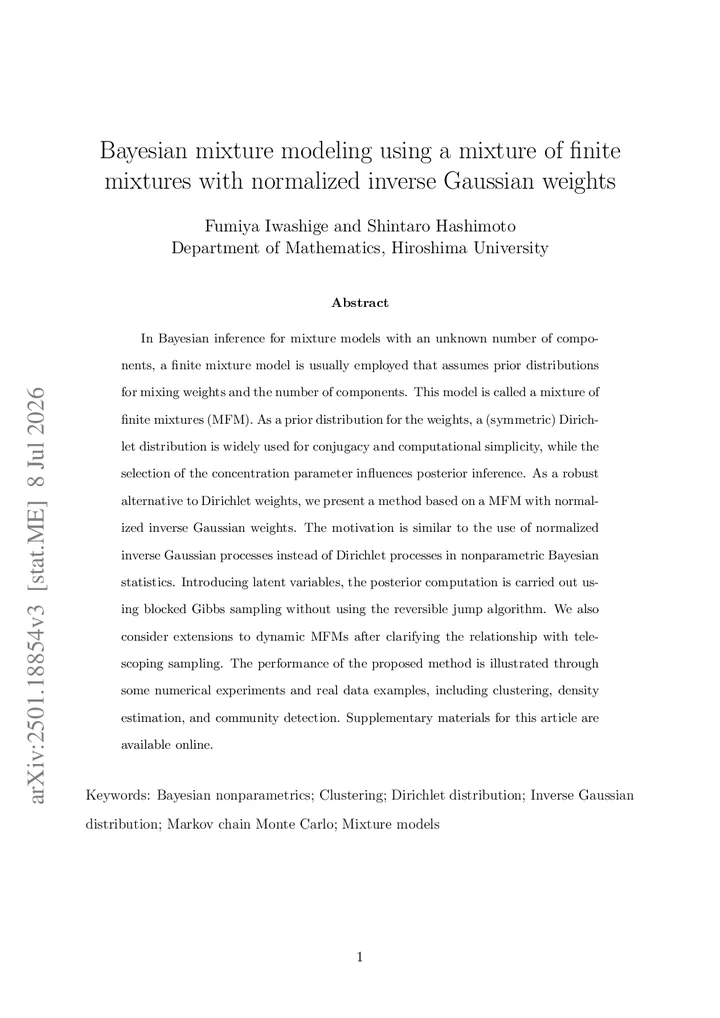 Bayesian mixture modeling using a mixture of finite
mixtures with normalized inverse Gaussian weights
Fumiya Iwashige and Shintaro Hashimoto
Department of Mathematics, Hiroshima University
Abstract
In Bayesian inference for mixture models with an unknown number of compo-
nents, a finite mixture model is usually employed that assumes prior distributions
for mixing weights and the number of components. This model is called a mixture of
finite mixtures (MFM). As a prior distribution for the weights, a (symmetric) Dirich-
let distribution is widely used for conjugacy and computational simplicity, while the
selection of the concentration parameter influences posterior inference. As a robust
alternative to Dirichlet weights, we present a method based on a MFM with normal-
ized inverse Gaussian weights. The motivation is similar to the use of normalized
inverse Gaussian processes instead of Dirichlet processes in nonparametric Bayesian
statistics. Introducing latent variables, the posterior computation is carried out us-
ing blocked Gibbs sampling without using the reversible jump algorithm. We also
consider extensions to dynamic MFMs after clarifying the relationship with tele-
scoping sampling. The performance of the proposed method is illustrated through
some numerical experiments and real data examples, including clustering, density
estimation, and community detection. Supplementary materials for this article are
available online.
Keywords: Bayesian nonparametrics; Clustering; Dirichlet distribution; Inverse Gaussian
distribution; Markov chain Monte Carlo; Mixture models
1
arXiv:2501.18854v3 [stat.ME] 8 Jul 2026